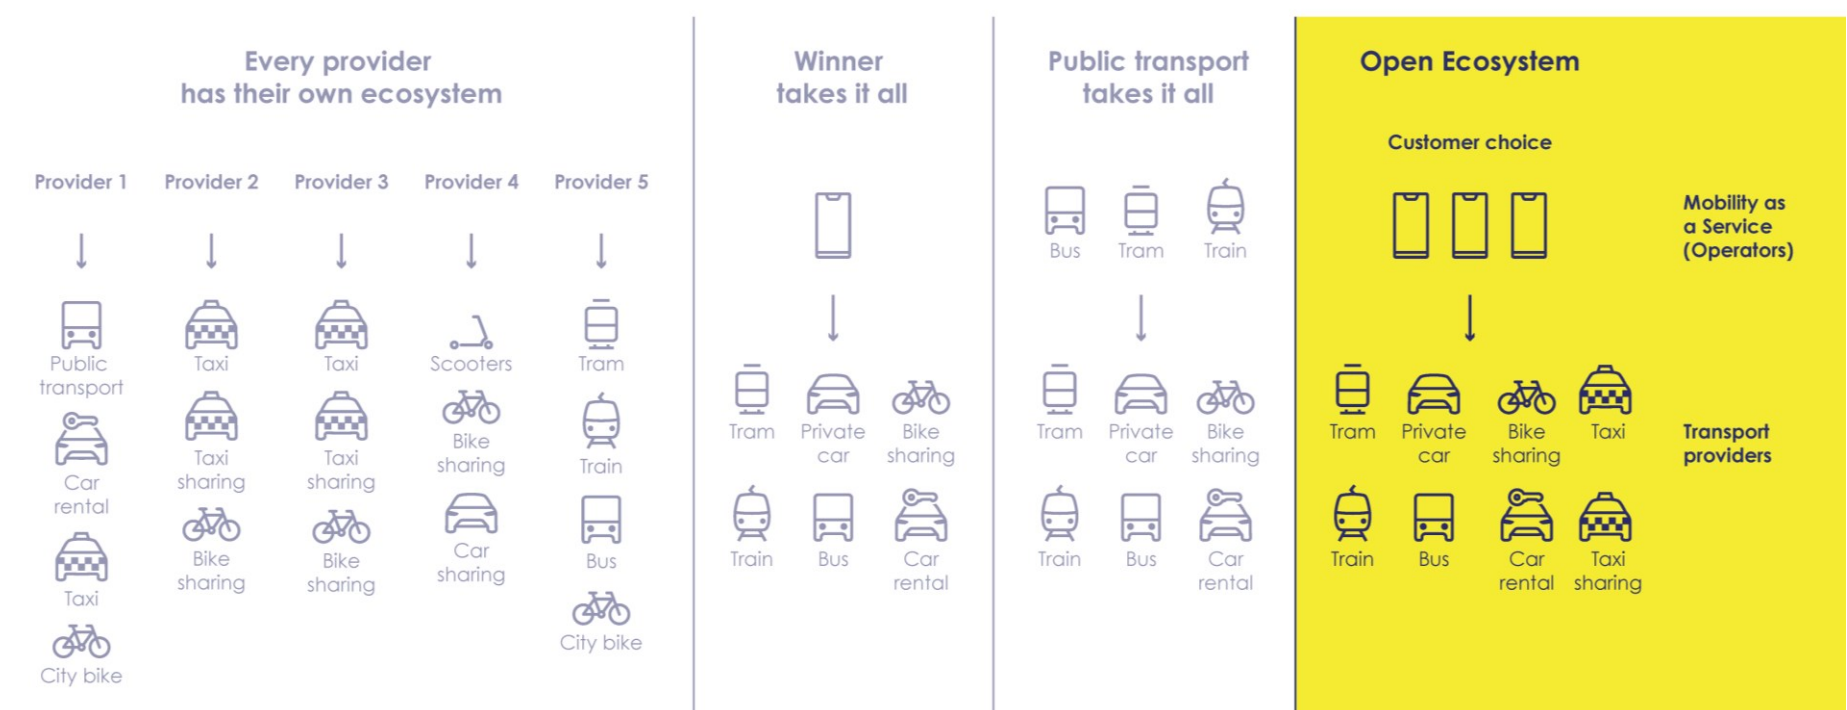 Every provider
has their own ecosystem
Provider 1
Public
transport
Car
rental
Taxi
City bike
Provider 2
Taxi
Taxi
sharing
Bike
sharing
Provider 3
Taxi
Taxi
sharing
Bike
sharing
Provider 4
Scooters
Bike
sharing
Car
sharing
Provider 5
Tram
Train
Bus
City bike
Winner
takes it all
Tram
Private
car
Bike
sharing
Train
Bus
Car
rental
Public transport
takes it all
Bus
Tram
Train
Tram
Private
car
Bike
sharing
Train
Bus
Car
rental
Open Ecosystem
Customer choice
Mobility as
a Service
(Operators)
Tram
Private
car
Bike
sharing
Taxi
Transport
providers
Train
Bus
Car
rental
Taxi
sharing